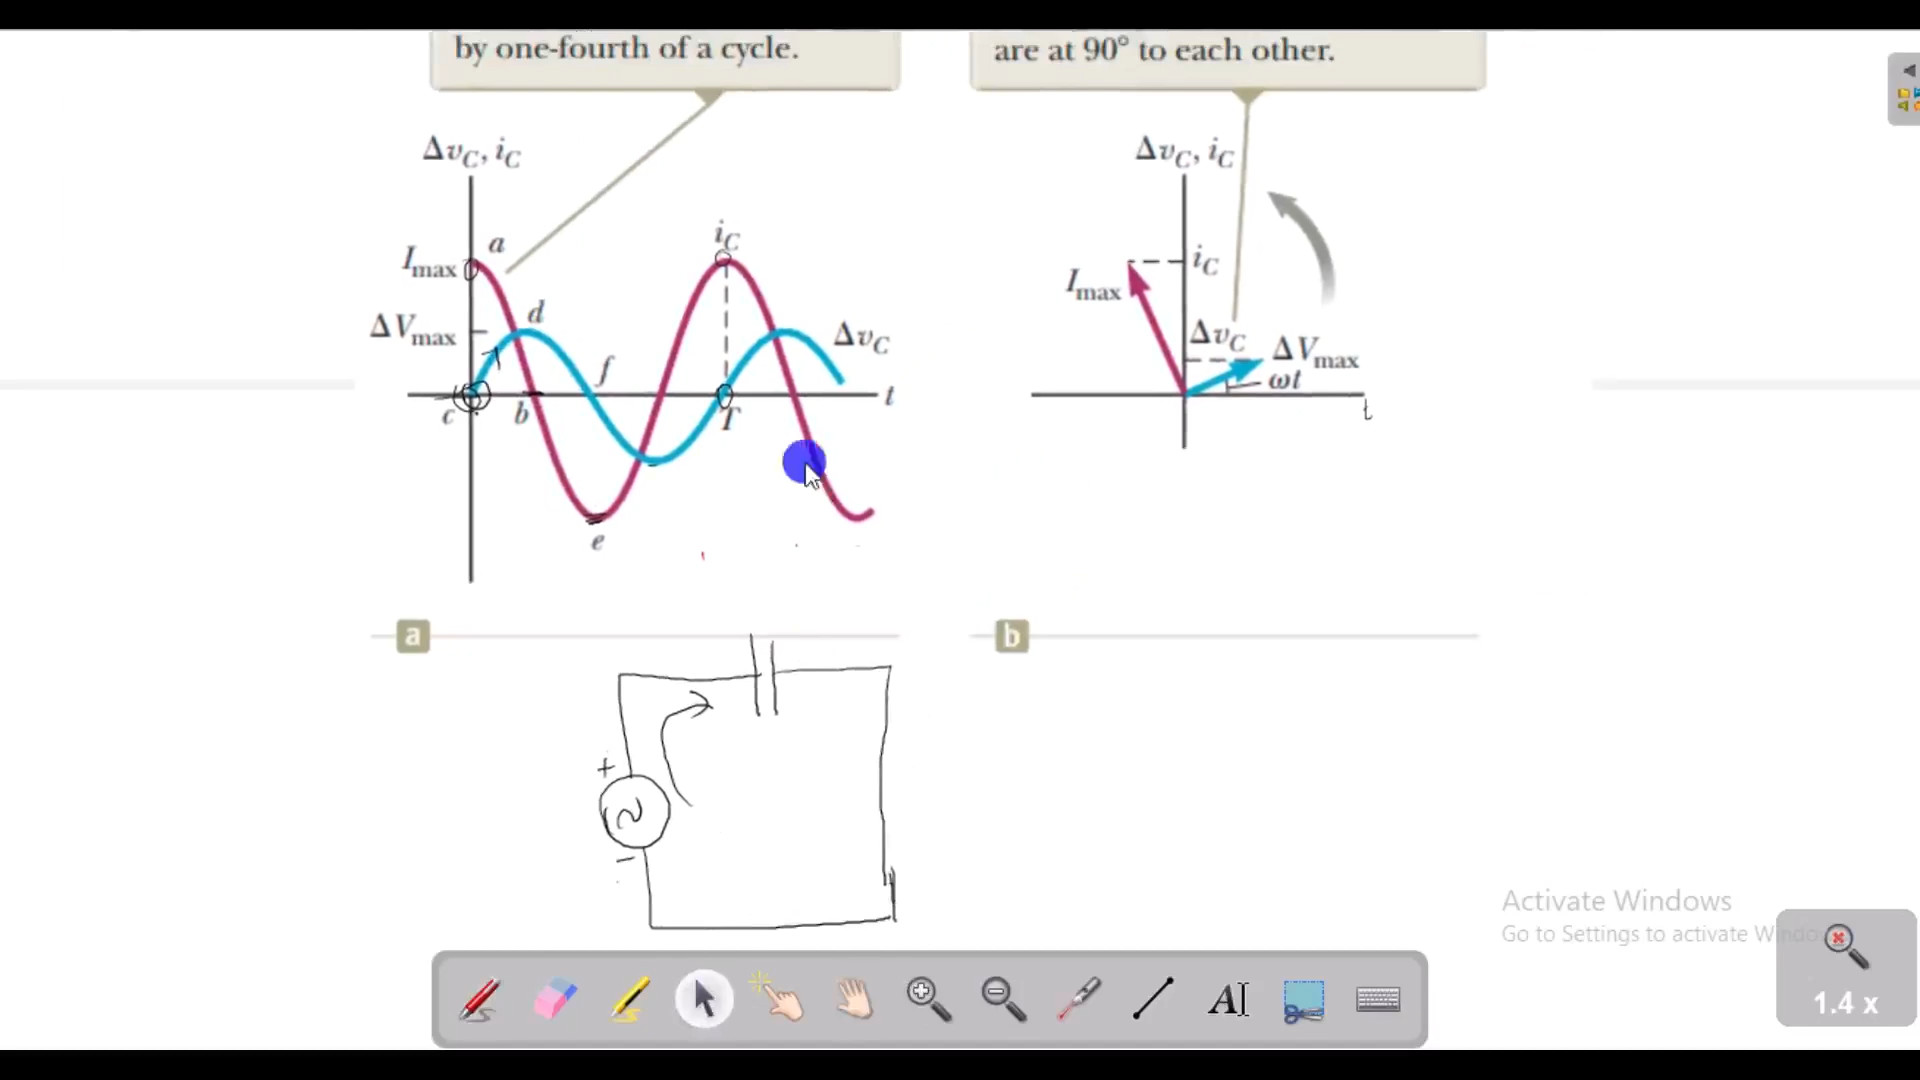 by one-fourth of a cycle.
are at 90° to each other.
Δv_C, i_C
a
I_max
i_C
d
ΔV_max
Δv_C
f
c
b
T
t
e
Δv_C, i_C
i_C
I_max
Δv_C
ΔV_max
ωt
t
a
b
+
−
Activate Windows
Go to Settings to activate Windo
A
1.4 x